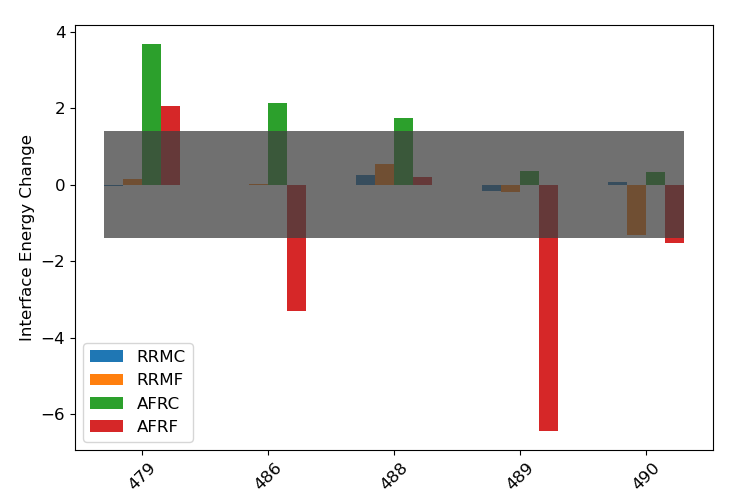 4
2
0
−2
−4
−6
Interface Energy Change
RRMC
RRMF
AFRC
AFRF
479
486
488
489
490